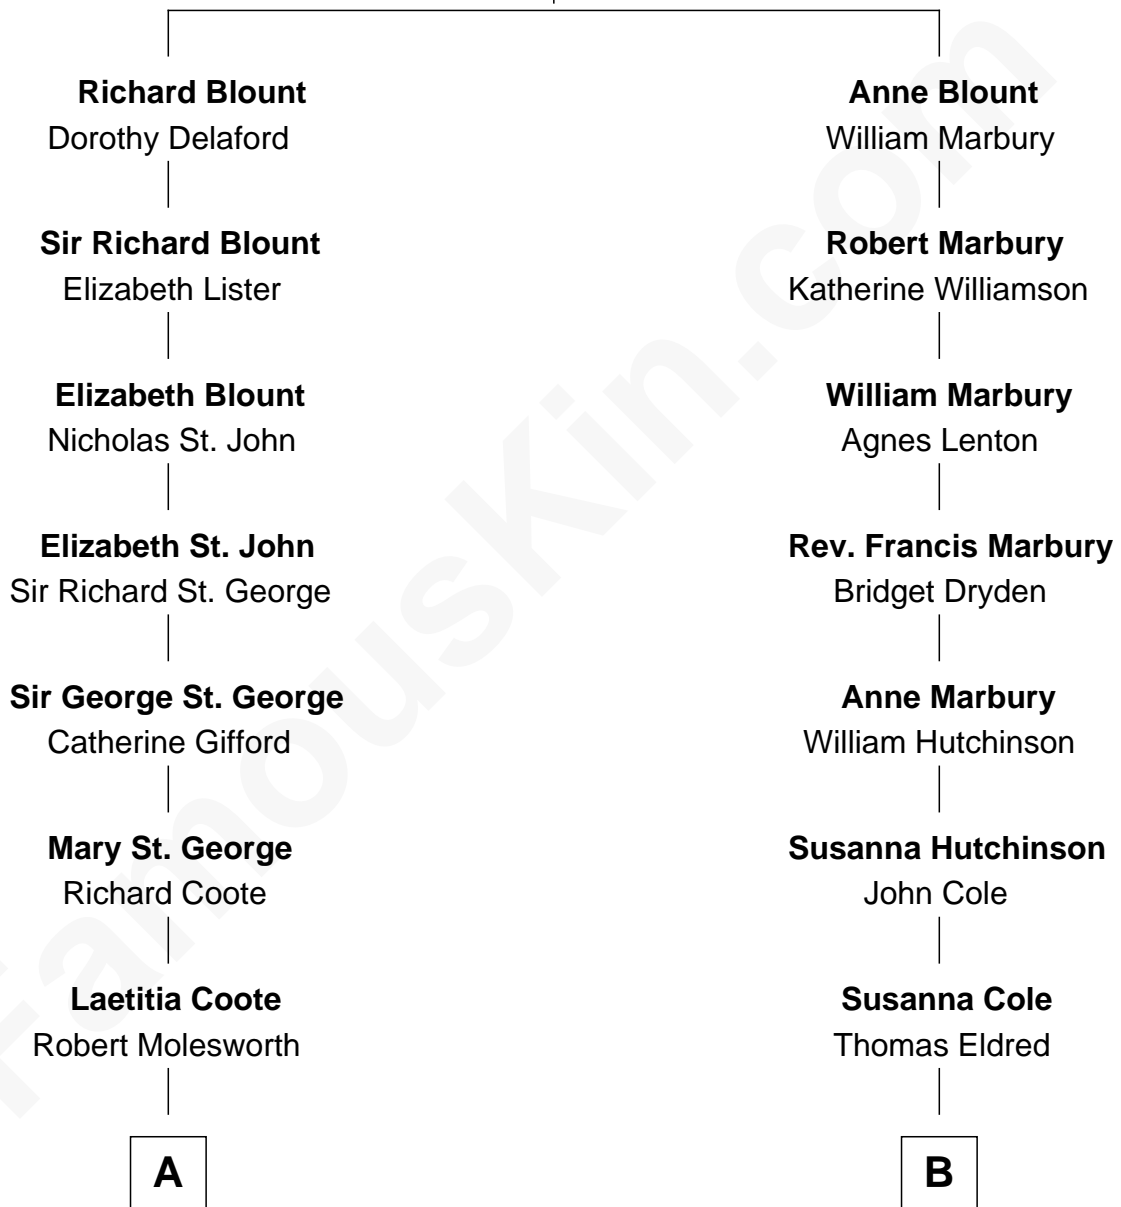 Richard Blount
Dorothy Delaford
Sir Richard Blount
Elizabeth Lister
Elizabeth Blount
Nicholas St. John
Elizabeth St. John
Sir Richard St. George
Sir George St. George
Catherine Gifford
Mary St. George
Richard Coote
Laetitia Coote
Robert Molesworth
A
Anne Blount
William Marbury
Robert Marbury
Katherine Williamson
William Marbury
Agnes Lenton
Rev. Francis Marbury
Bridget Dryden
Anne Marbury
William Hutchinson
Susanna Hutchinson
John Cole
Susanna Cole
Thomas Eldred
B
FamousKin.com